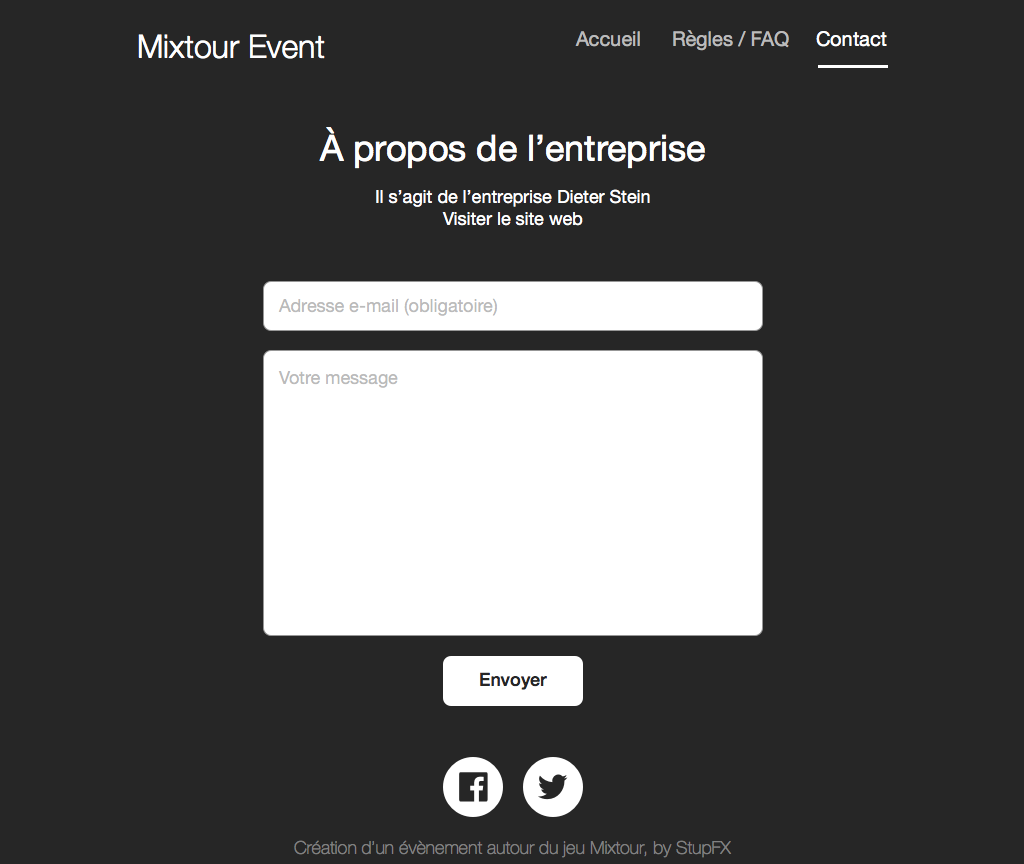 Mixtour Event
Accueil
Règles / FAQ
Contact
À propos de l’entreprise
Il s’agit de l’entreprise Dieter Stein
Visiter le site web
Adresse e-mail (obligatoire)
Votre message
Envoyer
Création d'un évènement autour du jeu Mixtour, by StupFX